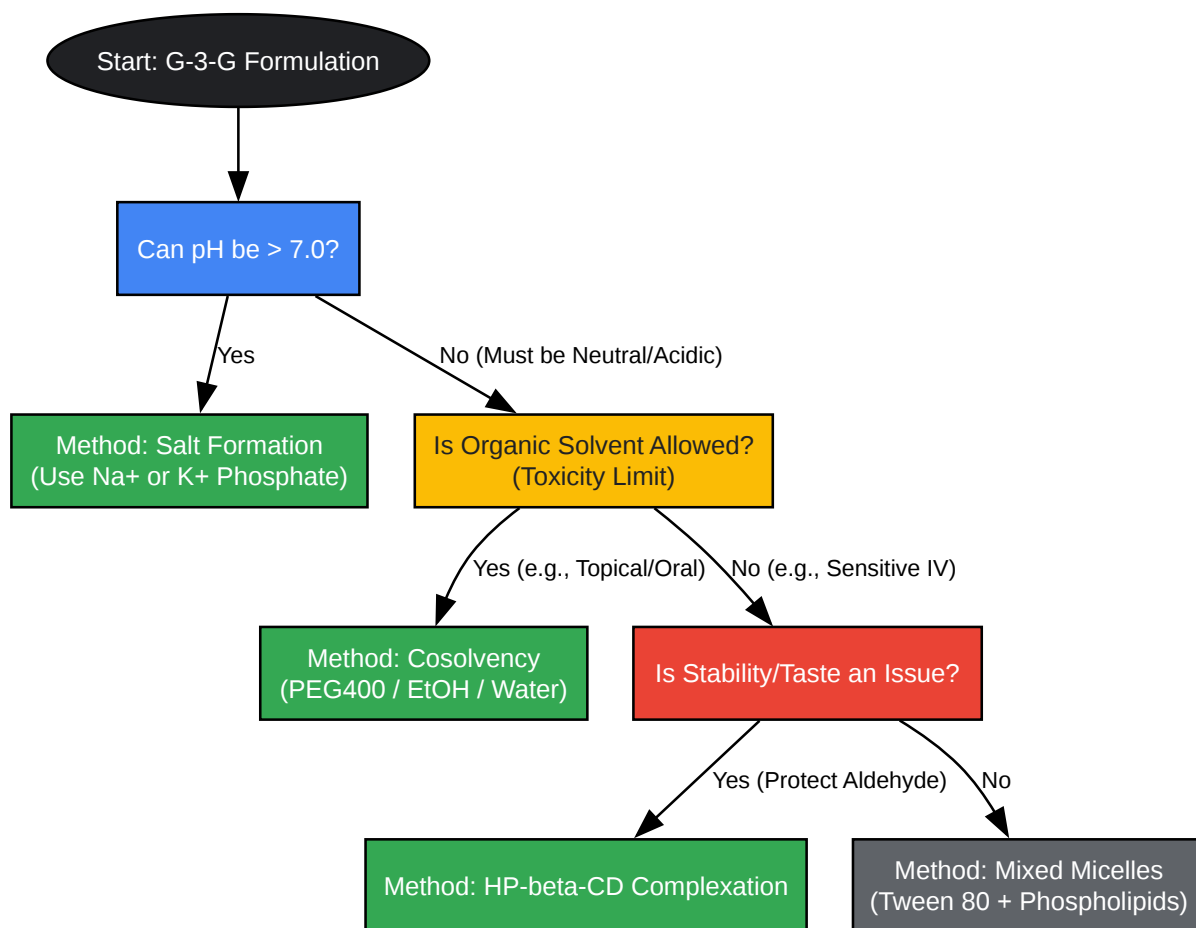 Start: G-3-G Formulation
Can pH be > 7.0?
Yes
No (Must be Neutral/Acidic)
Method: Salt Formation
(Use Na+ or K+ Phosphate)
Is Organic Solvent Allowed?
(Toxicity Limit)
Yes (e.g., Topical/Oral)
No (e.g., Sensitive IV)
Method: Cosolvency
(PEG400 / EtOH / Water)
Is Stability/Taste an Issue?
Yes (Protect Aldehyde)
No
Method: HP-beta-CD Complexation
Method: Mixed Micelles
(Tween 80 + Phospholipids)